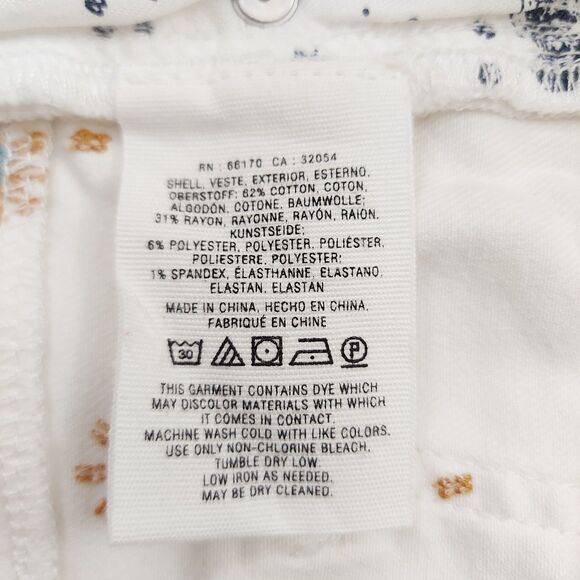 RN : 66170 CA : 32054
SHELL, VESTE, EXTERIOR, ESTERNO,
OBERSTOFF: 62% COTTON, COTON,
ALGODÓN, COTONE, BAUMWOLLE;
31% RAYON, RAYONNE, RAYÓN, RAION,
KUNSTSEIDE;
6% POLYESTER, POLYESTER, POLIÉSTER,
POLIESTERE, POLYESTER;
1% SPANDEX, ÉLASTHANNE, ELASTANO,
ELASTAN, ELASTAN
MADE IN CHINA, HECHO EN CHINA,
FABRIQUÉ EN CHINE
30 P
THIS GARMENT CONTAINS DYE WHICH
MAY DISCOLOR MATERIALS WITH WHICH
IT COMES IN CONTACT.
MACHINE WASH COLD WITH LIKE COLORS.
USE ONLY NON-CHLORINE BLEACH.
TUMBLE DRY LOW.
LOW IRON AS NEEDED.
MAY BE DRY CLEANED.